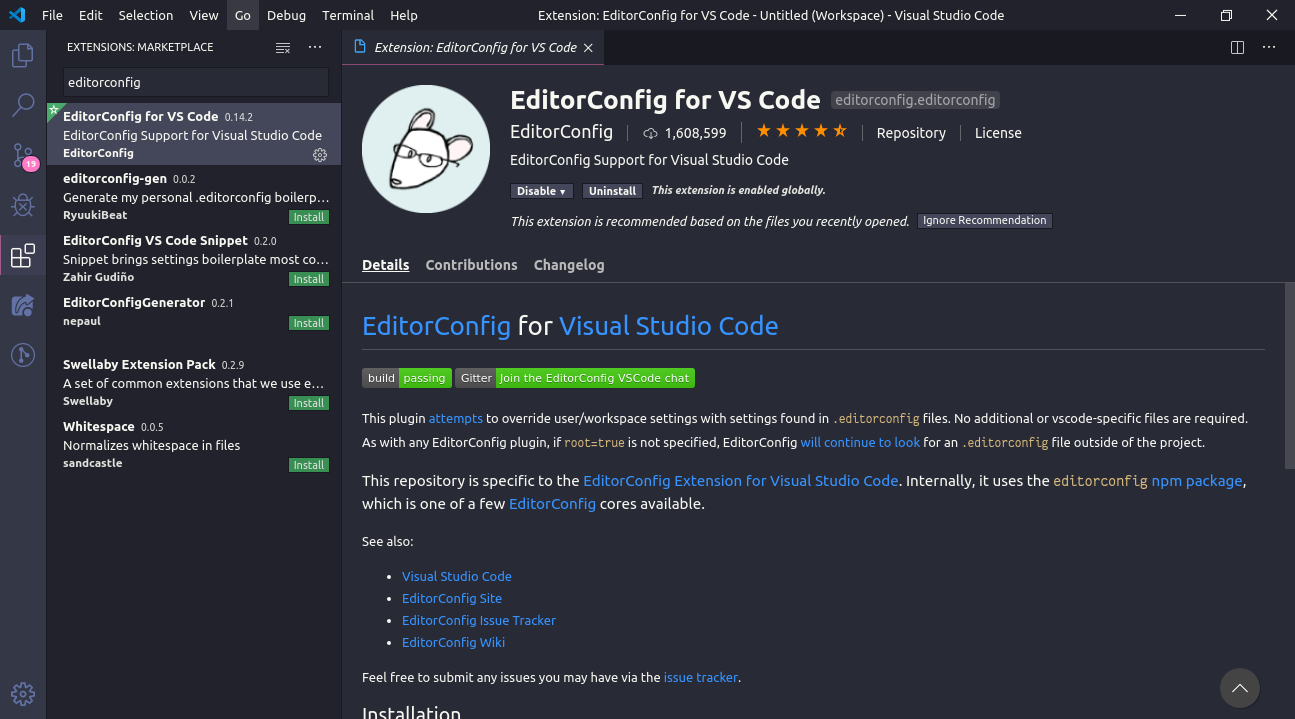 File Edit Selection View Go Debug Terminal Help Extension: EditorConfig for VS Code - Untitled (Workspace) - Visual Studio Code
EXTENSIONS: MARKETPLACE
editorconfig
EditorConfig for VS Code 0.14.2
EditorConfig Support for Visual Studio Code
EditorConfig
editorconfig-gen 0.0.2
Generate my personal .editorconfig boilerp…
RyuukiBeat Install
EditorConfig VS Code Snippet 0.2.0
Snippet brings settings boilerplate most co…
Zahir Gudiño Install
EditorConfigGenerator 0.2.1
nepaul Install
Swellaby Extension Pack 0.2.9
A set of common extensions that we use e…
Swellaby Install
Whitespace 0.0.5
Normalizes whitespace in files
sandcastle Install
19
Extension: EditorConfig for VS Code
EditorConfig for VS Code editorconfig.editorconfig
EditorConfig 1,608,599 Repository License
EditorConfig Support for Visual Studio Code
Disable Uninstall This extension is enabled globally.
This extension is recommended based on the files you recently opened. Ignore Recommendation
Details Contributions Changelog
EditorConfig for Visual Studio Code
build passing Gitter Join the EditorConfig VSCode chat
This plugin attempts to override user/workspace settings with settings found in .editorconfig files. No additional or vscode-specific files are required.
As with any EditorConfig plugin, if root=true is not specified, EditorConfig will continue to look for an .editorconfig file outside of the project.
This repository is specific to the EditorConfig Extension for Visual Studio Code. Internally, it uses the editorconfig npm package,
which is one of a few EditorConfig cores available.
See also:
• Visual Studio Code
• EditorConfig Site
• EditorConfig Issue Tracker
• EditorConfig Wiki
Feel free to submit any issues you may have via the issue tracker.
Installation